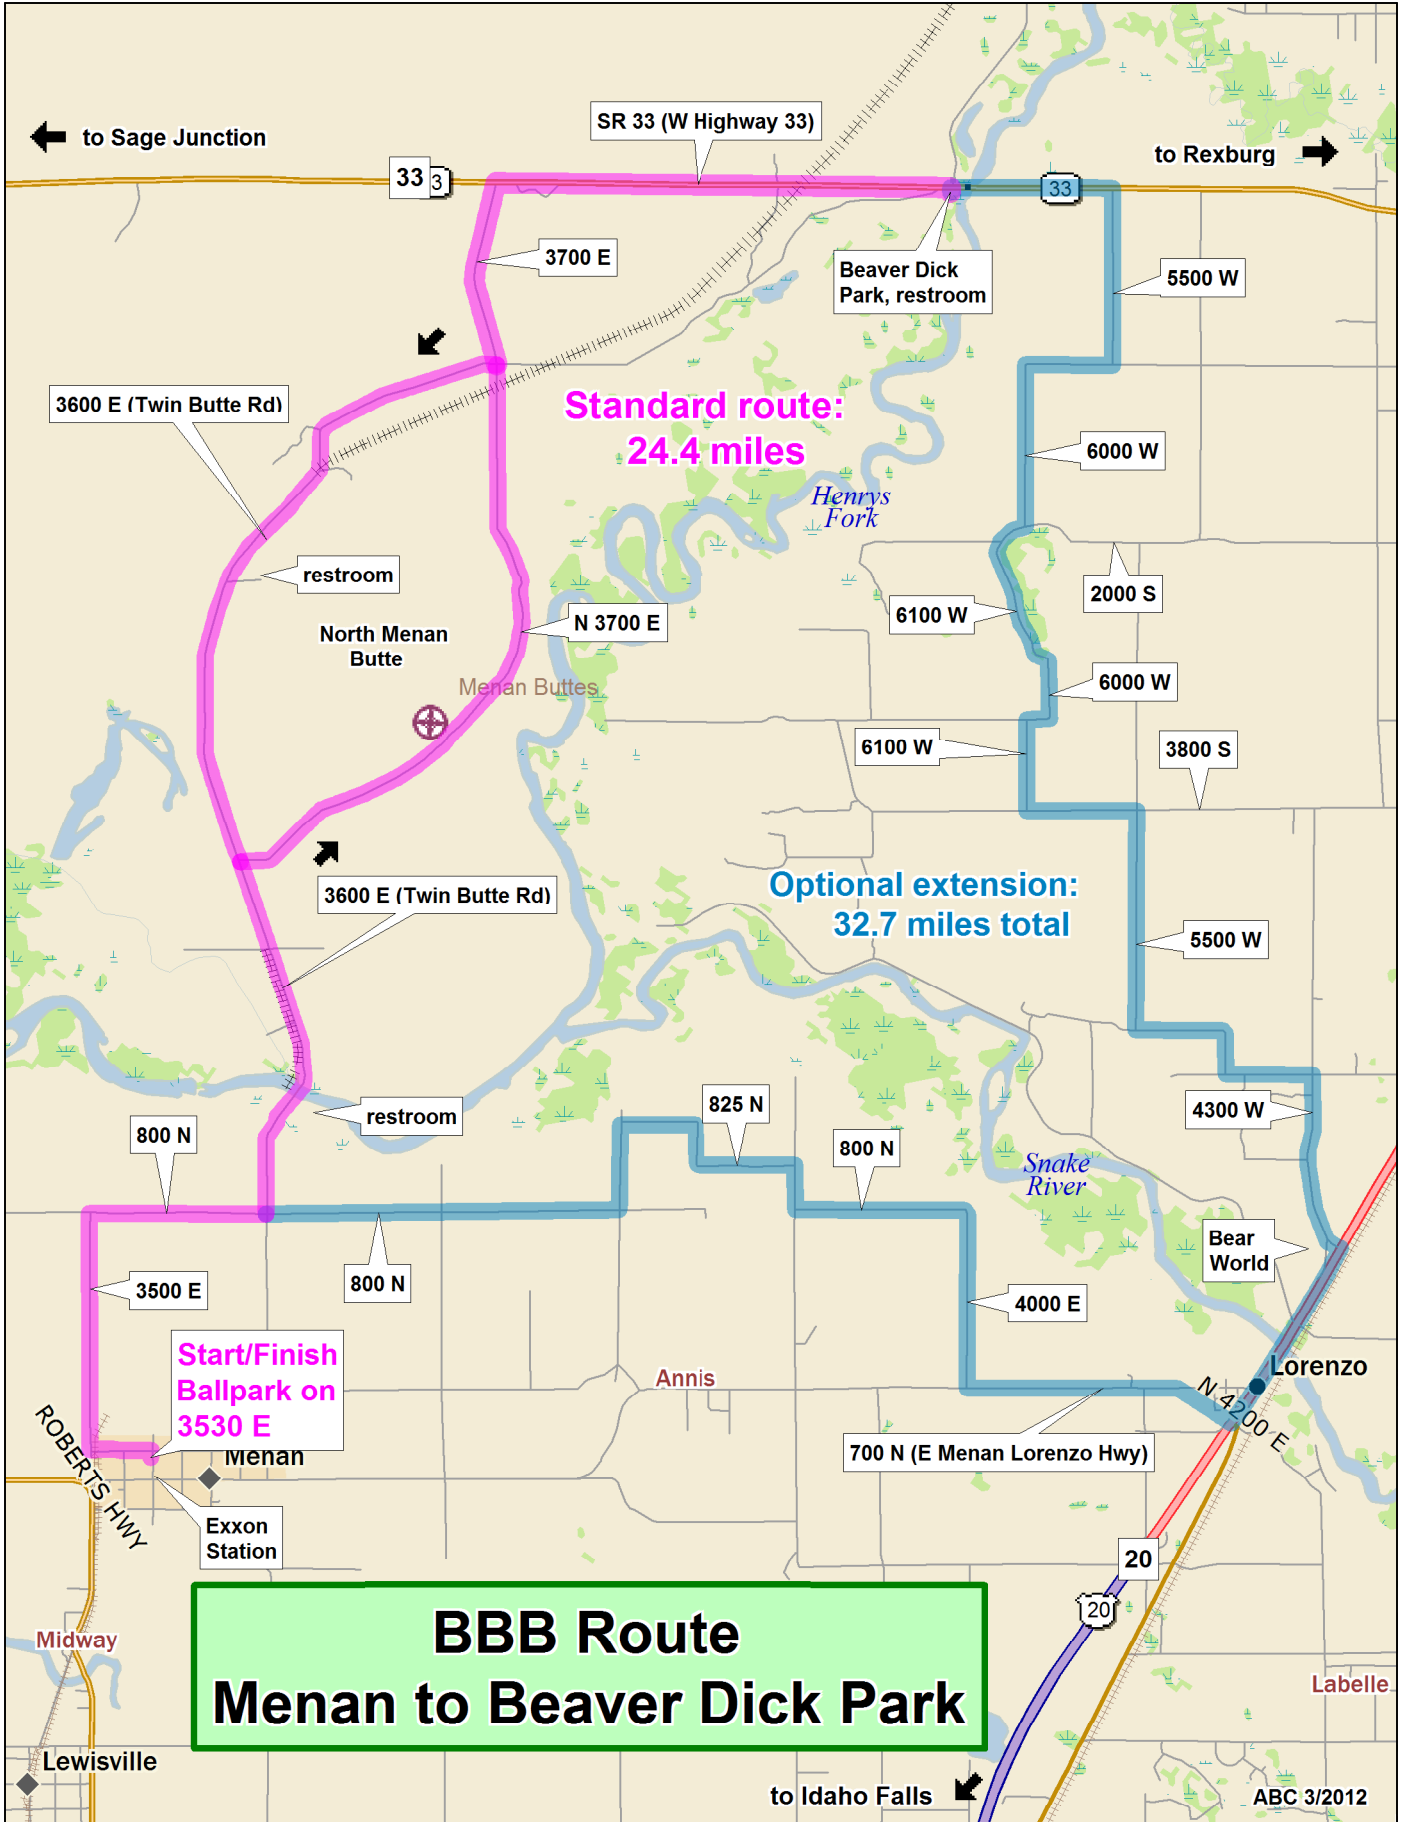 SR 33 (W Highway 33)
to Sage Junction
to Rexburg
33
3
33
3700 E
Beaver Dick
Park, restroom
5500 W
3600 E (Twin Butte Rd)
Standard route:
24.4 miles
6000 W
Henrys
Fork
restroom
2000 S
6100 W
N 3700 E
North Menan
Butte
6000 W
Menan Buttes
6100 W
3800 S
3600 E (Twin Butte Rd)
Optional extension:
32.7 miles total
5500 W
825 N
4300 W
restroom
800 N
800 N
Snake
River
Bear
World
800 N
3500 E
4000 E
Start/Finish
Ballpark on
3530 E
Lorenzo
Annis
N 4200 E
ROBERTS HWY
Menan
700 N (E Menan Lorenzo Hwy)
Exxon
Station
20
20
BBB Route
Menan to Beaver Dick Park
Midway
Labelle
Lewisville
to Idaho Falls
ABC 3/2012